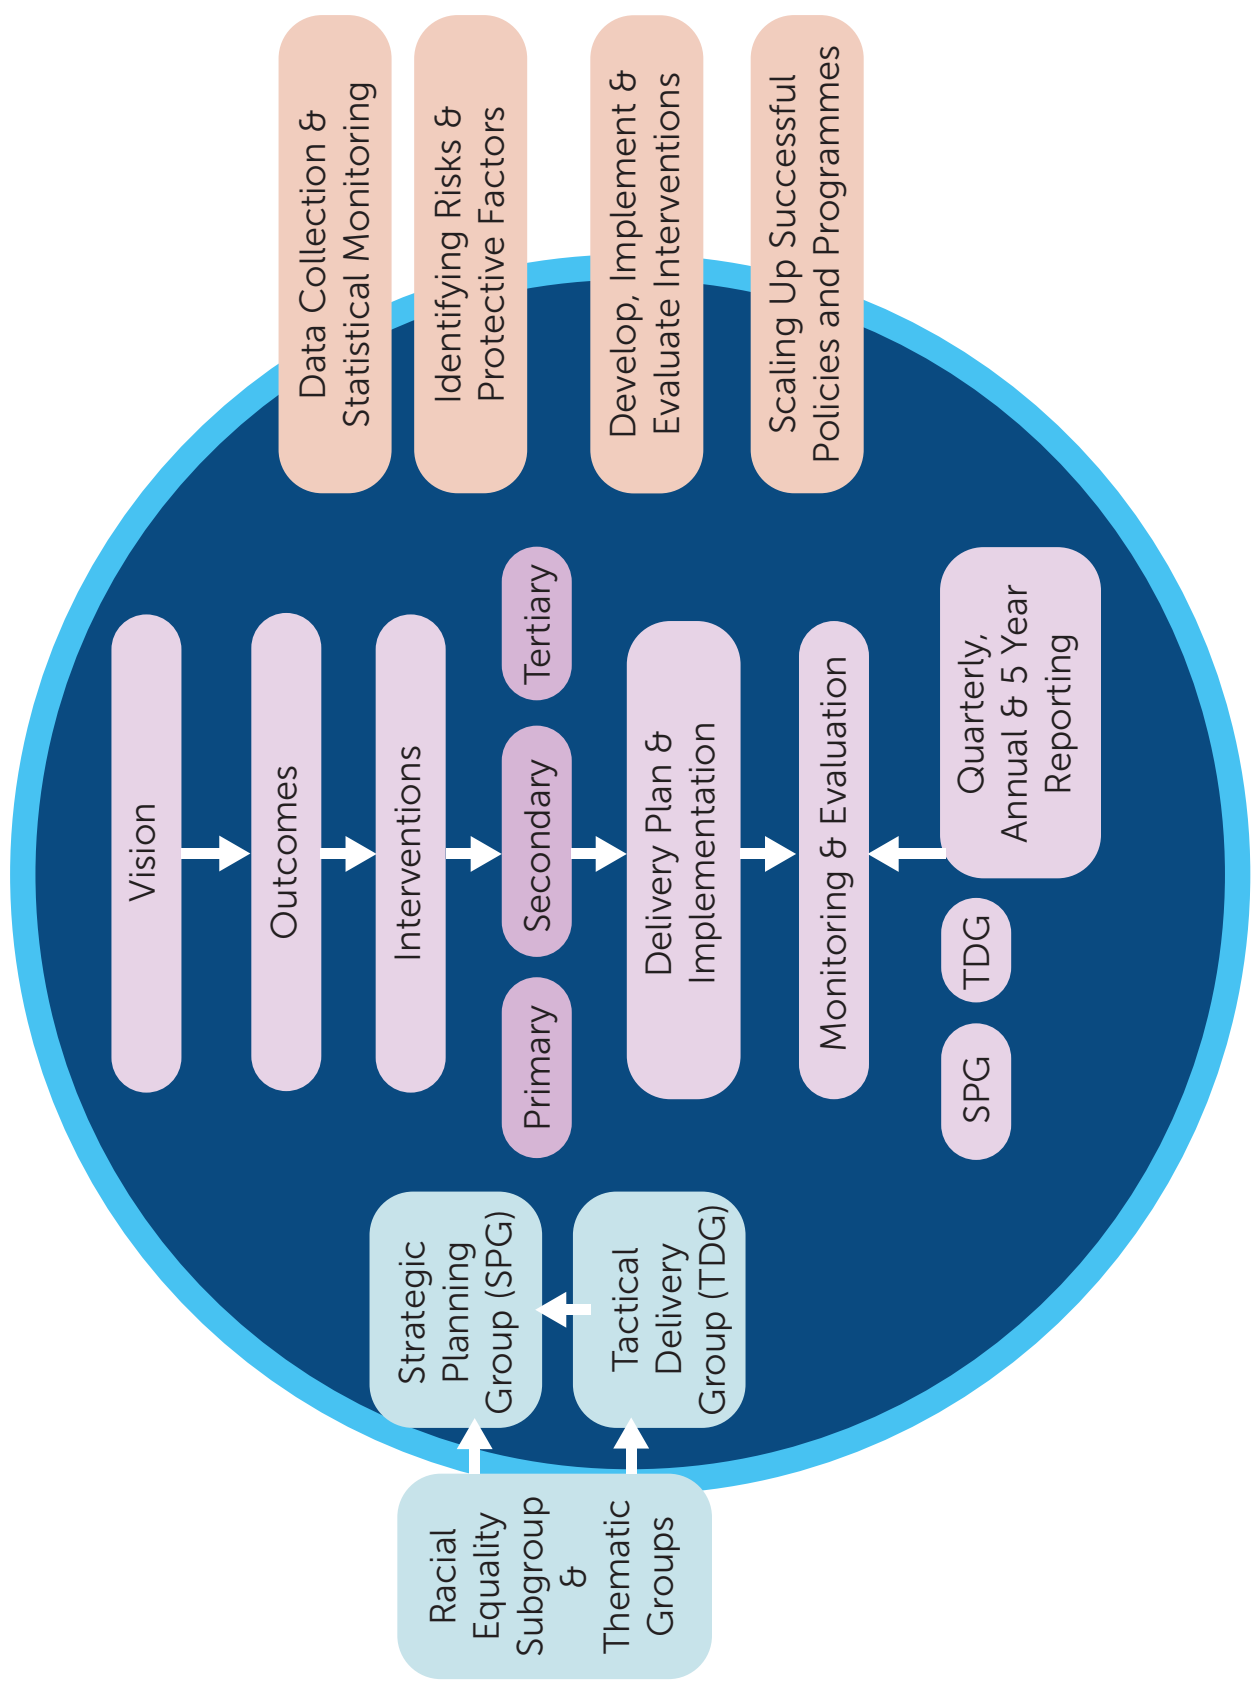 Racial
Equality
Subgroup
&
Thematic
Groups
Strategic
Planning
Group (SPG)
Tactical
Delivery
Group (TDG)
Vision
Outcomes
Interventions
Primary
Secondary
Tertiary
Delivery Plan &
Implementation
Monitoring & Evaluation
SPG
TDG
Quarterly,
Annual & 5 Year
Reporting
Data Collection &
Statistical Monitoring
Identifying Risks &
Protective Factors
Develop, Implement &
Evaluate Interventions
Scaling Up Successful
Policies and Programmes